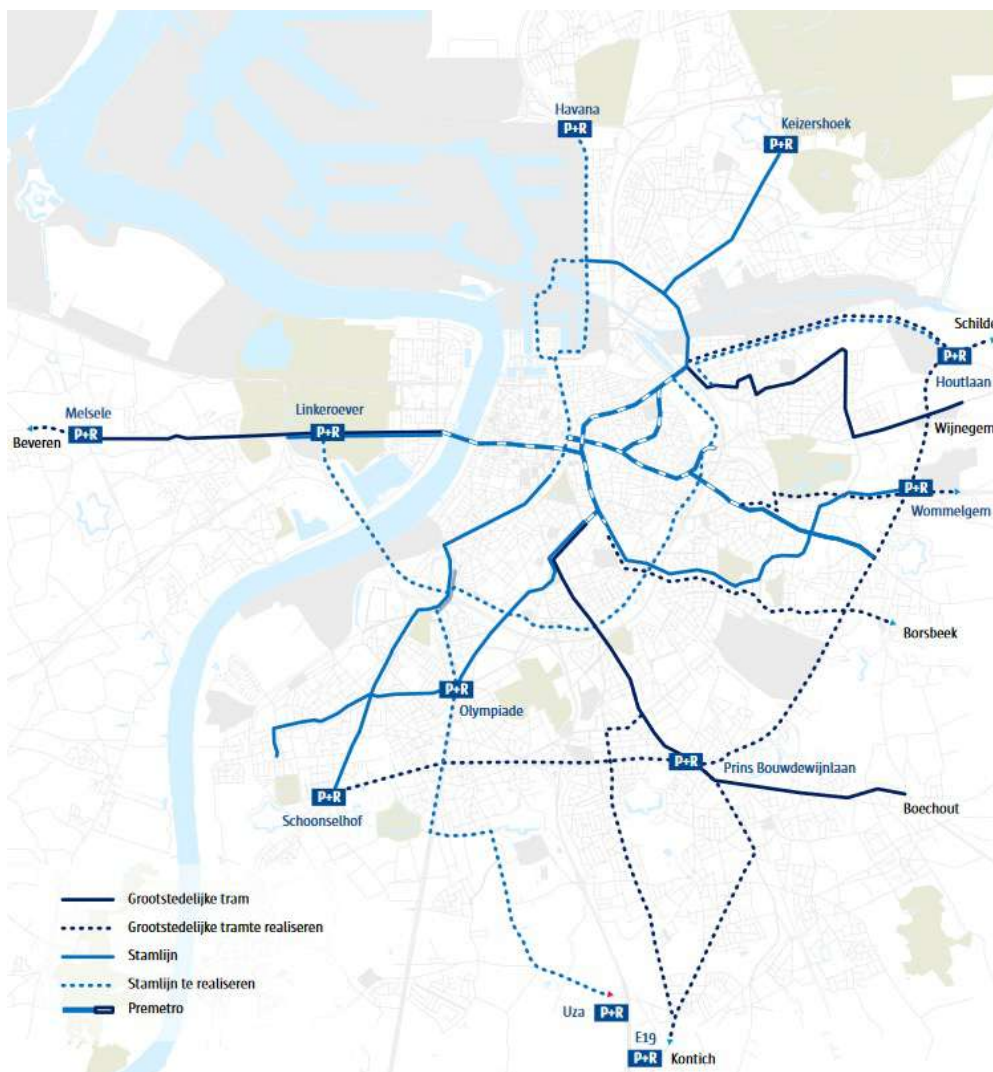 Havana
P+R
Keizershoek
P+R
Schilde
P+R
Houtlaan
Melsele
P+R
Beveren
Linkeroever
P+R
Wijnegem
P+R
Wommelgem
Borsbeek
P+R
Olympiade
P+R
Prins Bouwdewijnlaan
P+R
Schoonselhof
Boechout
Grootstedelijke tram
Grootstedelijke tramte realiseren
Stamlijn
Stamlijn te realiseren
Premetro
Uza
P+R
E19
P+R
Kontich